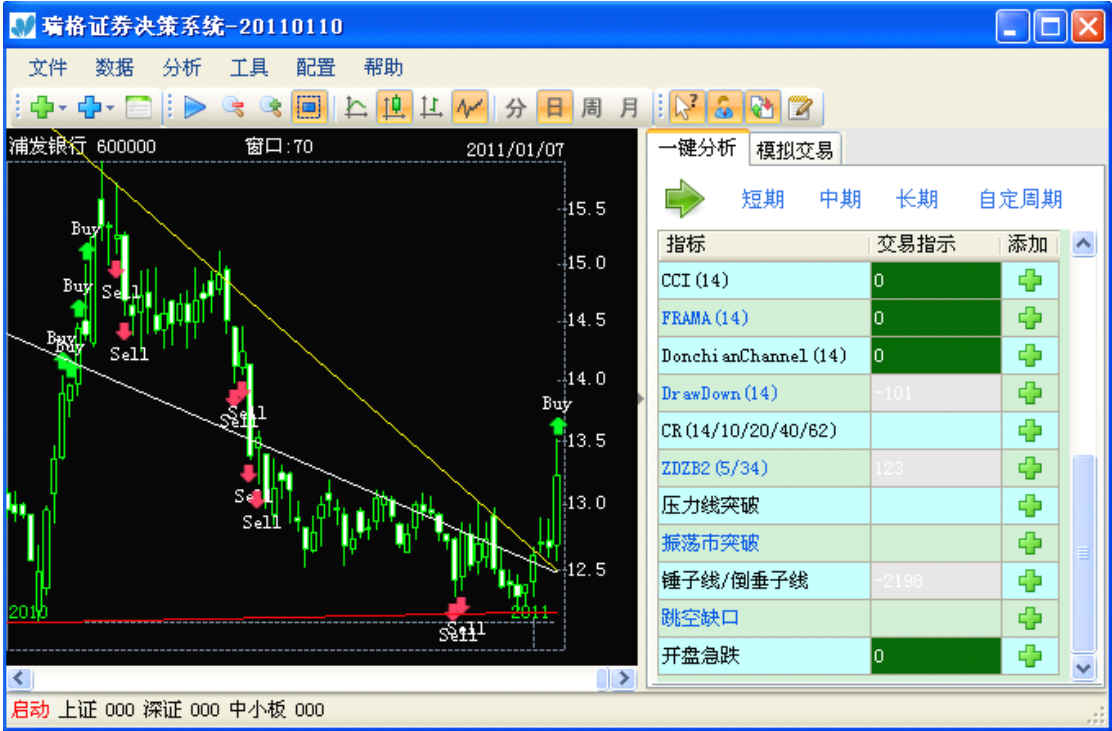 瑞格证券决策系统-20110110
文件 数据 分析 工具 配置 帮助
分 日 周 月
浦发银行 600000 窗口:70 2011/01/07
15.5
15.0
14.5
14.0
13.5
13.0
12.5
Buy
Buy
Sell
Buy
Buy
Sell
Sell
Sell
Buy
Sell
Sell
2010 2011
Sell
Sell
一键分析 模拟交易
短期 中期 长期 自定周期
指标 交易指示 添加
CCI(14) 0
FRAMA(14) 0
DonchianChannel(14) 0
DrawDown(14) -101
CR(14/10/20/40/62)
ZDZB2(5/34) 123
压力线突破
振荡市突破
锤子线/倒垂子线 -2198
跳空缺口
开盘急跌 0
启动 上证 000 深证 000 中小板 000